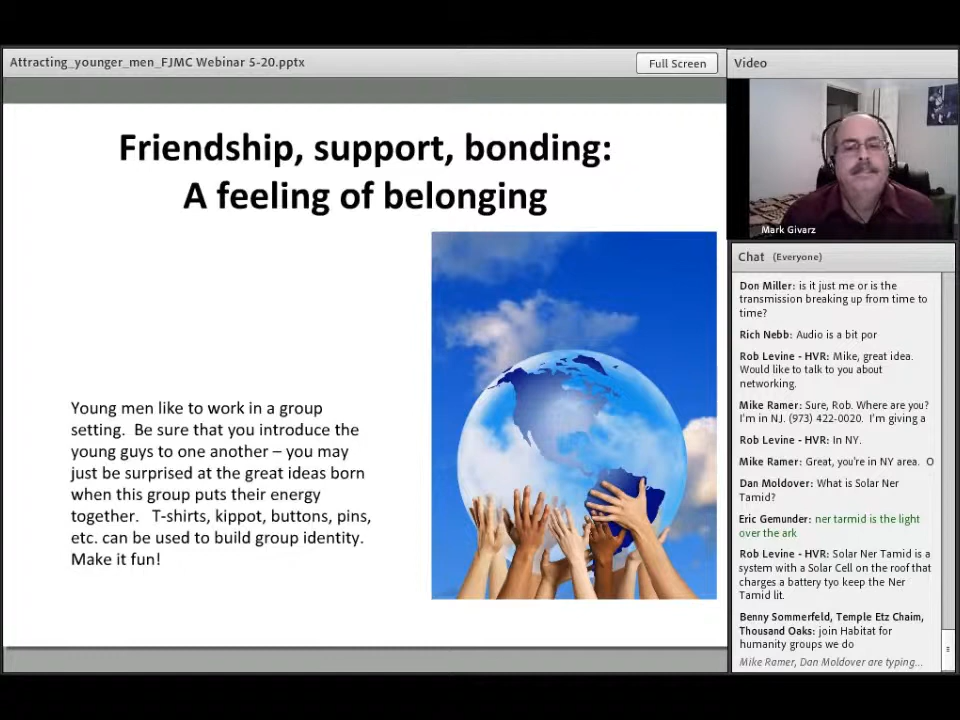 Attracting_younger_men_FJMC Webinar 5-20.pptx
Full Screen
Video
Friendship, support, bonding:
A feeling of belonging
Young men like to work in a group
setting. Be sure that you introduce the
young guys to one another – you may
just be surprised at the great ideas born
when this group puts their energy
together. T-shirts, kippot, buttons, pins,
etc. can be used to build group identity.
Make it fun!
Mark Givarz
Chat (Everyone)
Don Miller: is it just me or is the
transmission breaking up from time to
time?
Rich Nebb: Audio is a bit por
Rob Levine - HVR: Mike, great idea.
Would like to talk to you about
networking.
Mike Ramer: Sure, Rob. Where are you?
I'm in NJ. (973) 422-0020. I'm giving a
Rob Levine - HVR: In NY.
Mike Ramer: Great, you're in NY area. O
Dan Moldover: What is Solar Ner
Tamid?
Eric Gemunder: ner tarmid is the light
over the ark
Rob Levine - HVR: Solar Ner Tamid is a
system with a Solar Cell on the roof that
charges a battery tyo keep the Ner
Tamid lit.
Benny Sommerfeld, Temple Etz Chaim,
Thousand Oaks: join Habitat for
humanity groups we do
Mike Ramer, Dan Moldover are typing...